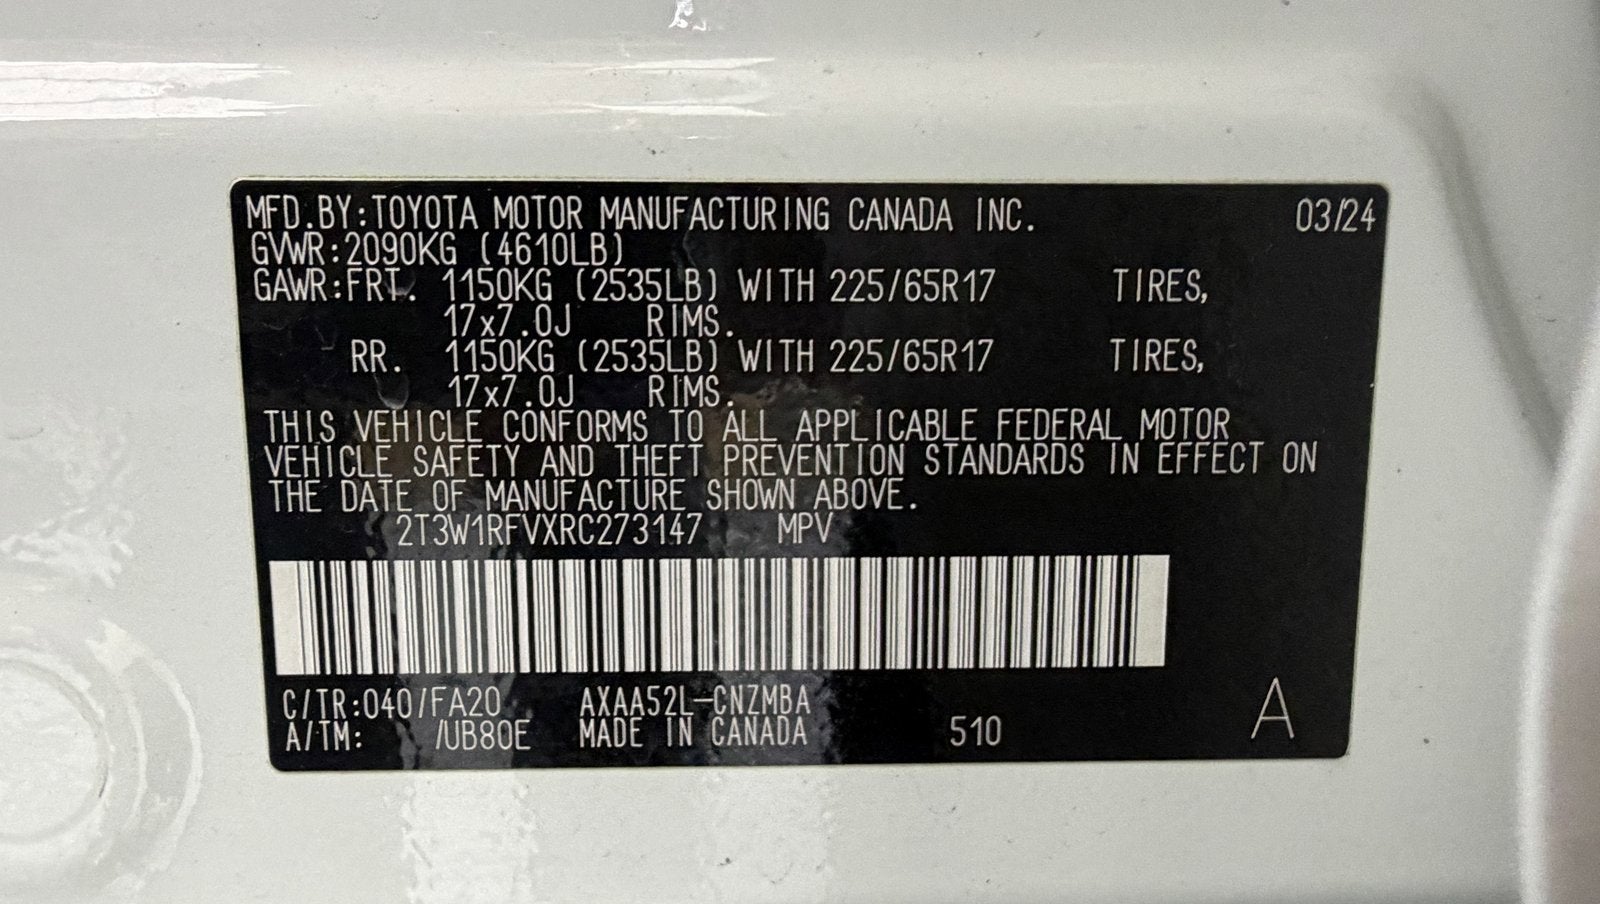 MFD.BY:TOYOTA MOTOR MANUFACTURING CANADA INC. 03/24
GVWR:2090KG (4610LB)
GAWR:FRT. 1150KG (2535LB) WITH 225/65R17 TIRES,
17x7.0J RIMS.
RR. 1150KG (2535LB) WITH 225/65R17 TIRES,
17x7.0J RIMS.
THIS VEHICLE CONFORMS TO ALL APPLICABLE FEDERAL MOTOR
VEHICLE SAFETY AND THEFT PREVENTION STANDARDS IN EFFECT ON
THE DATE OF MANUFACTURE SHOWN ABOVE.
2T3W1RFVXRC273147 MPV
C/TR:040/FA20 AXAA52L-CNZMBA
A/TM: /UB80E MADE IN CANADA 510 A